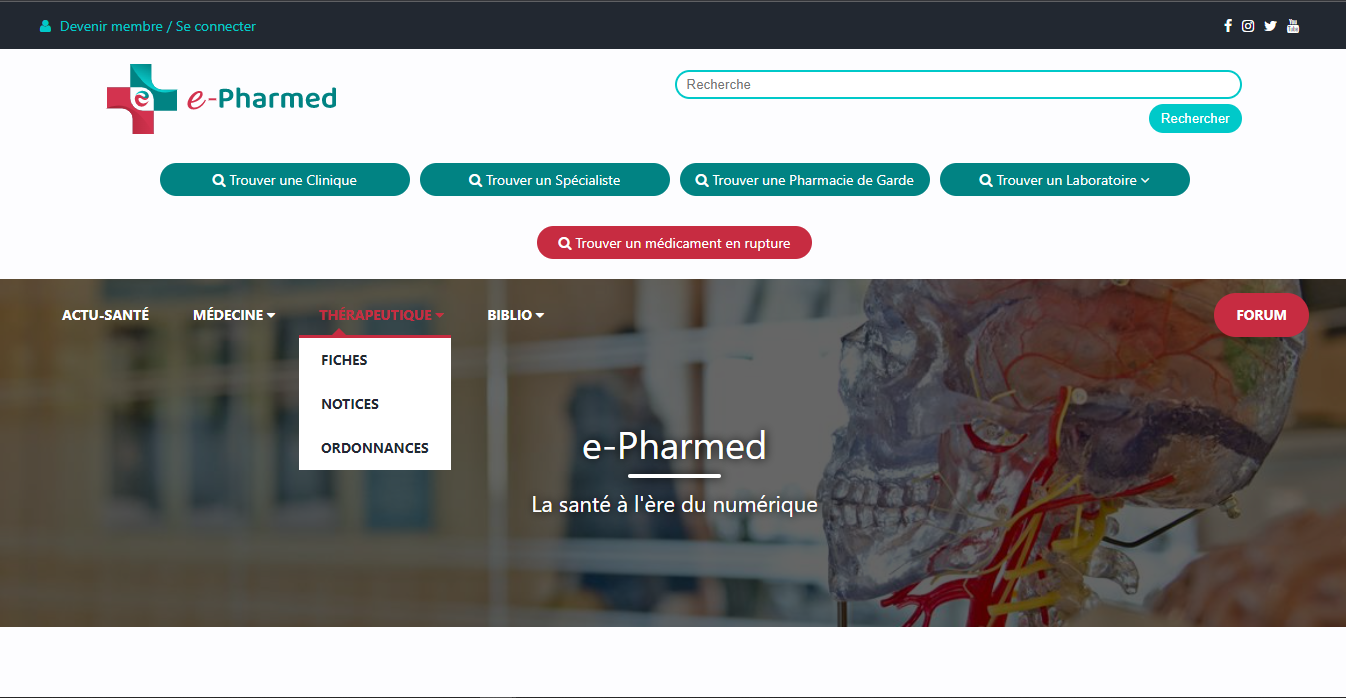 Devenir membre / Se connecter
e-Pharmed
Recherche
Rechercher
Trouver une Clinique
Trouver un Spécialiste
Trouver une Pharmacie de Garde
Trouver un Laboratoire
Trouver un médicament en rupture
ACTU-SANTÉ
MÉDECINE
THÉRAPEUTIQUE
BIBLIO
FORUM
FICHES
NOTICES
ORDONNANCES
e-Pharmed
La santé à l'ère du numérique